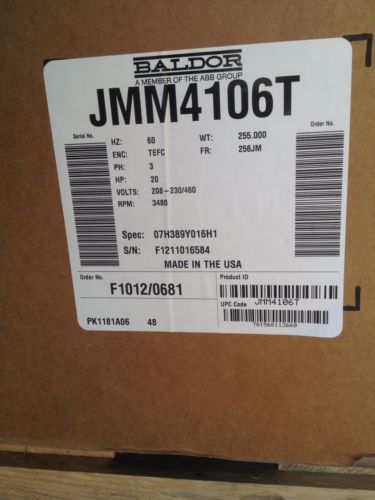 BALDOR
A MEMBER OF THE ABB GROUP
JMM4106T
Serial No.
Order No.
HZ: 60 WT: 255.000
ENC: TEFC FR: 256JM
PH: 3
HP: 20
VOLTS: 208-230/460
RPM: 3480
Spec: 07H389Y016H1
S/N: F1211016584
MADE IN THE USA
Order No.
F1012/0681
Product ID
JMM4106T
UPC Code
781568113660
PK1181A06 48